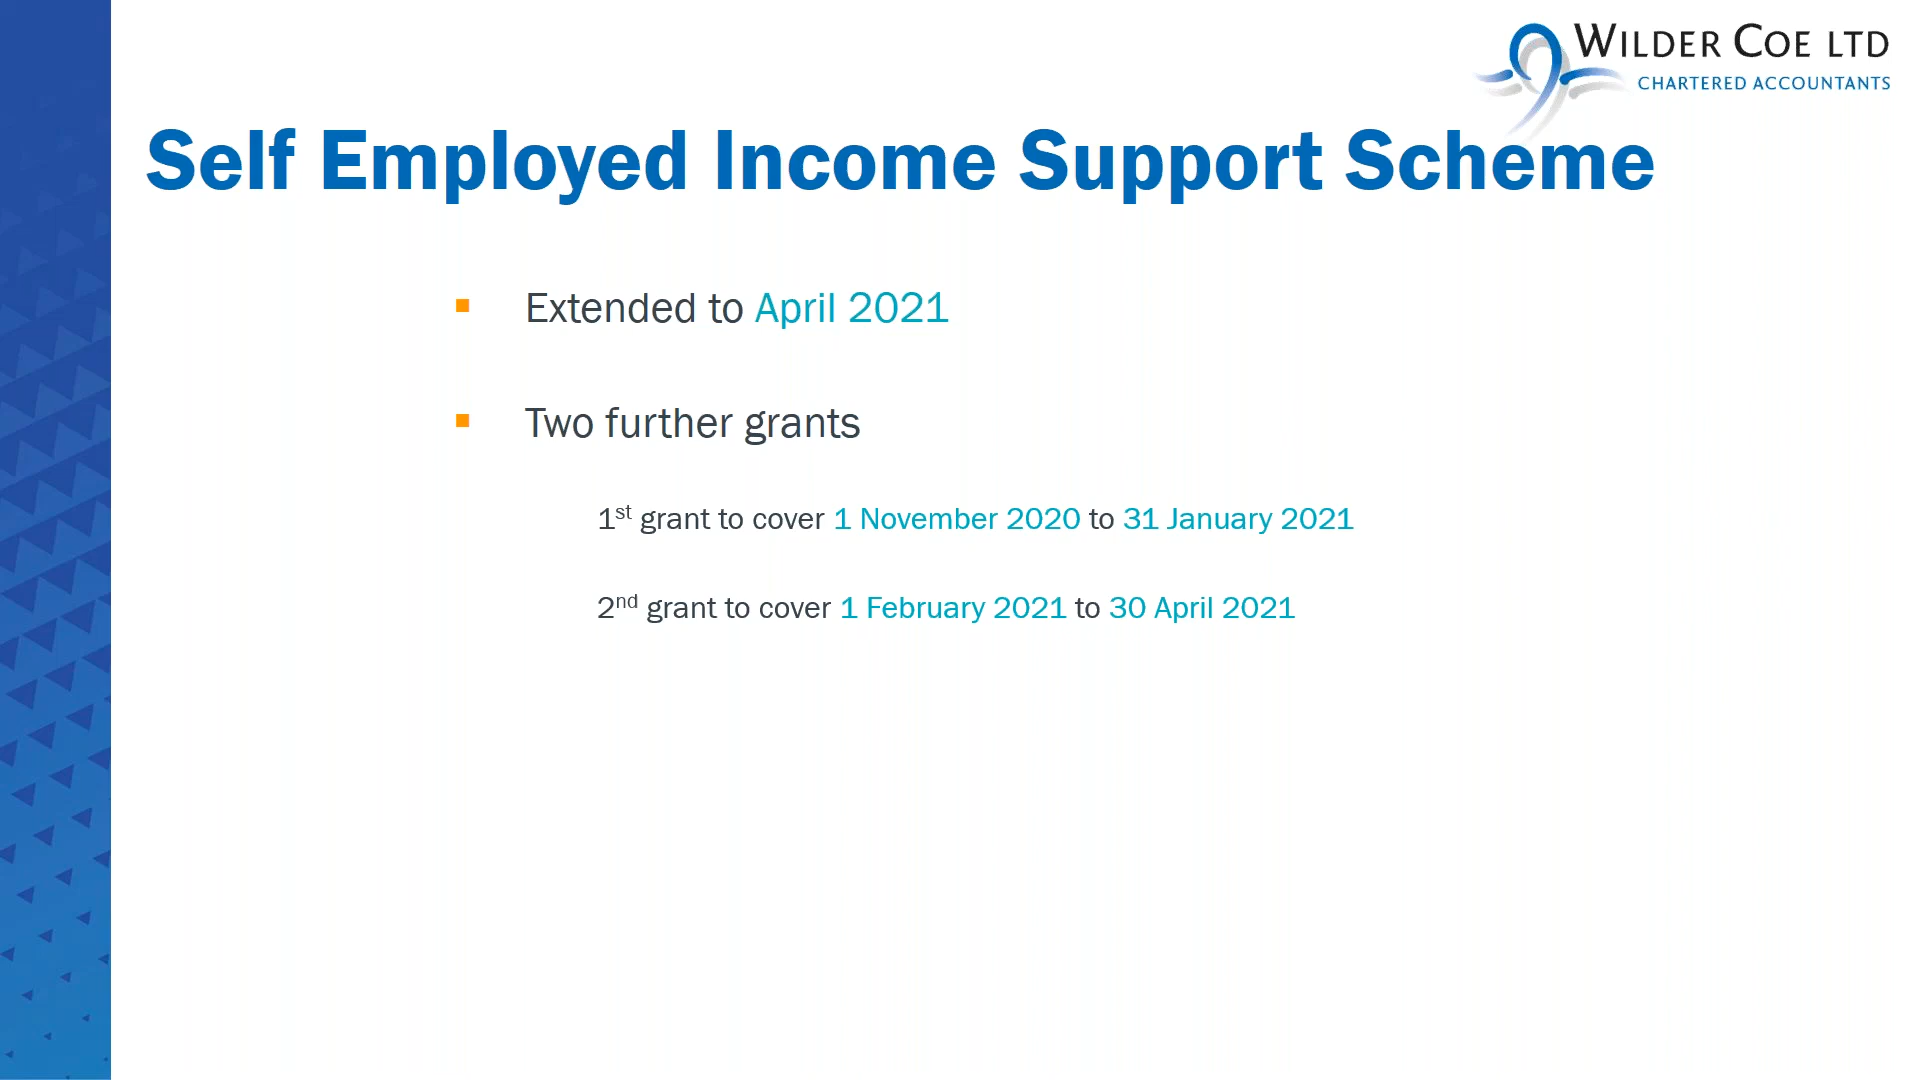 WILDER COE LTD
CHARTERED ACCOUNTANTS
Self Employed Income Support Scheme
Extended to April 2021
Two further grants
1st grant to cover 1 November 2020 to 31 January 2021
2nd grant to cover 1 February 2021 to 30 April 2021